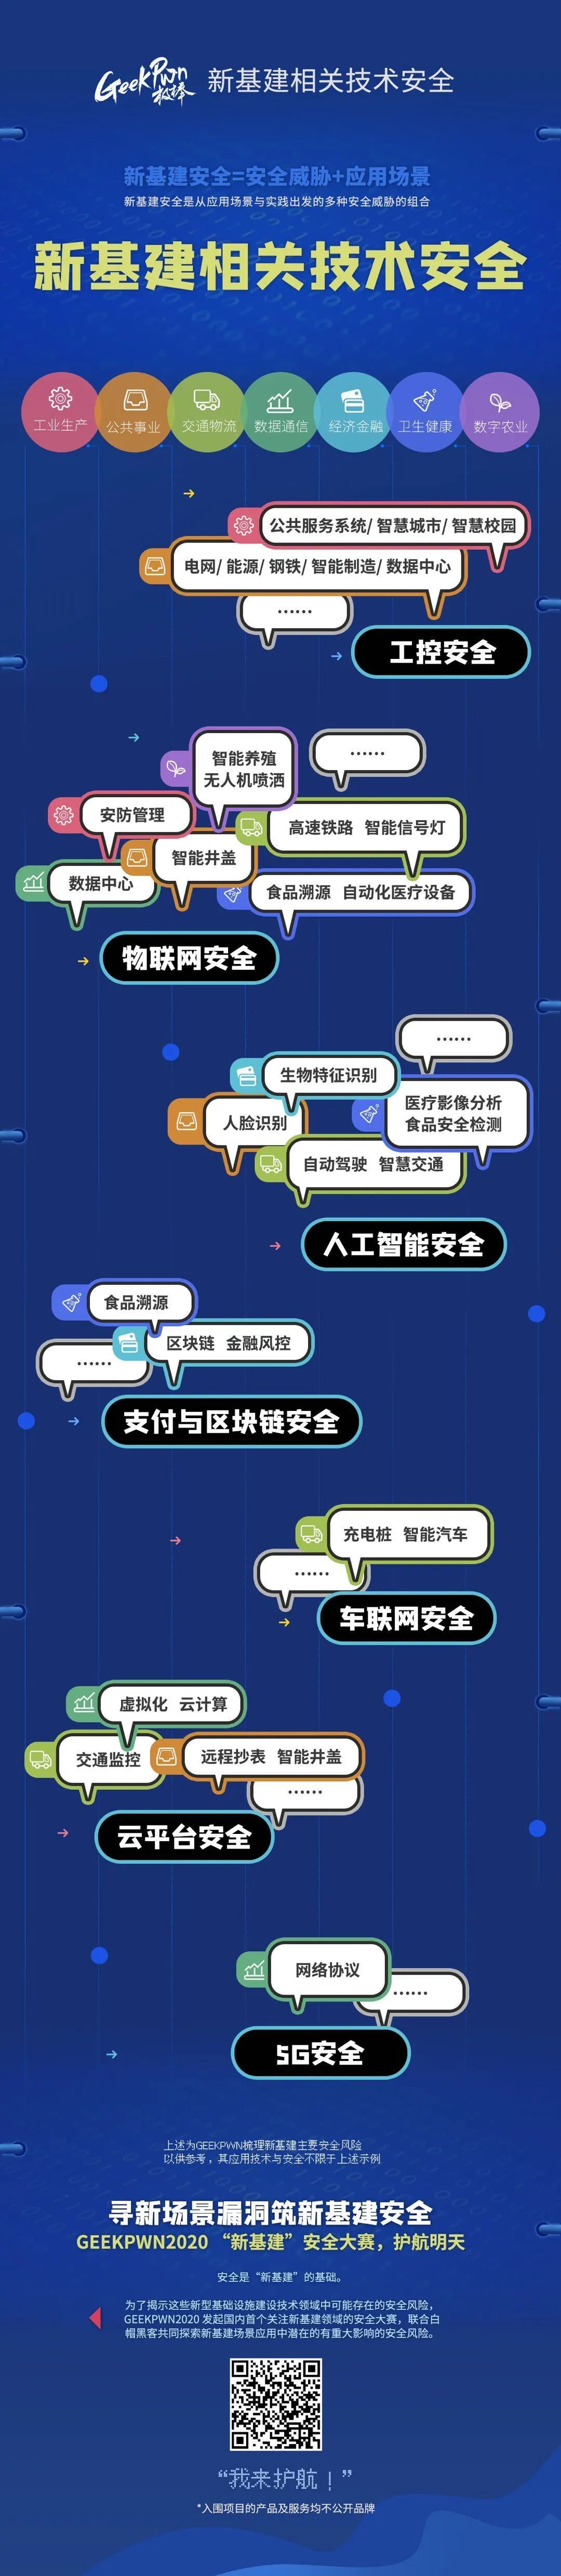 GeekPwn 极棒 新基建相关技术安全
新基建安全=安全威胁+应用场景
新基建安全是从应用场景与实践出发的多种安全威胁的组合
新基建相关技术安全
工业生产 公共事业 交通物流 数据通信 经济金融 卫生健康 数字农业
公共服务系统/ 智慧城市/ 智慧校园
电网/ 能源/ 钢铁/ 智能制造/ 数据中心
……
工控安全
智能养殖
无人机喷洒
……
安防管理
高速铁路 智能信号灯
智能井盖
数据中心
食品溯源 自动化医疗设备
物联网安全
……
生物特征识别
医疗影像分析
食品安全检测
人脸识别
自动驾驶 智慧交通
人工智能安全
食品溯源
区块链 金融风控
……
支付与区块链安全
充电桩 智能汽车
……
车联网安全
虚拟化 云计算
交通监控
远程抄表 智能井盖
……
云平台安全
网络协议
……
5G安全
上述为GEEKPWN梳理新基建主要安全风险
以供参考，其应用技术与安全不限于上述示例
寻新场景漏洞筑新基建安全
GEEKPWN2020 “新基建”安全大赛，护航明天
安全是“新基建”的基础。
为了揭示这些新型基础设施建设技术领域中可能存在的安全风险，
GEEKPWN2020 发起国内首个关注新基建领域的安全大赛，联合白
帽黑客共同探索新基建场景应用中潜在的有重大影响的安全风险。
“我来护航！”
*入围项目的产品及服务均不公开品牌